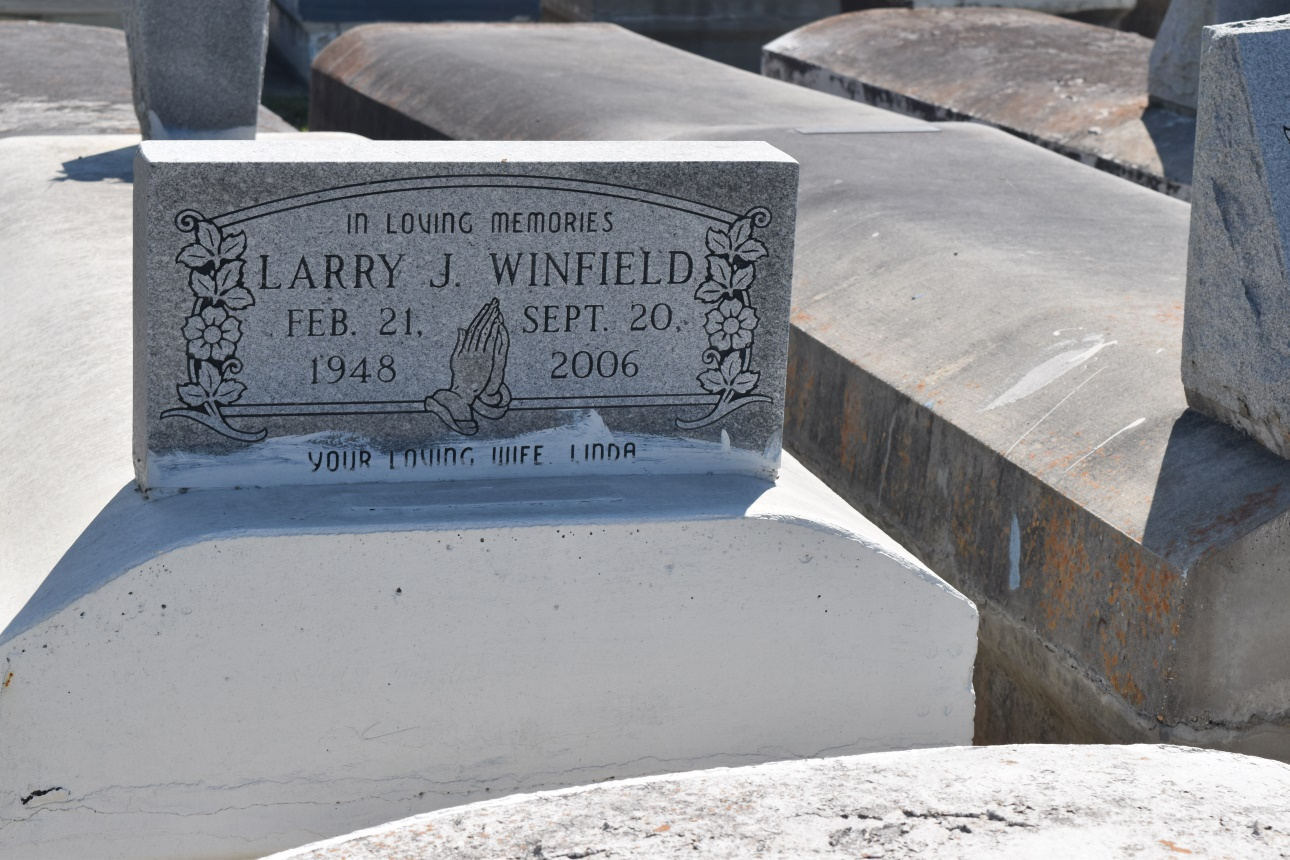 IN LOVING MEMORIES
LARRY J. WINFIELD
FEB. 21, SEPT. 20,
1948 2006
YOUR LOVING WIFE, LINDA